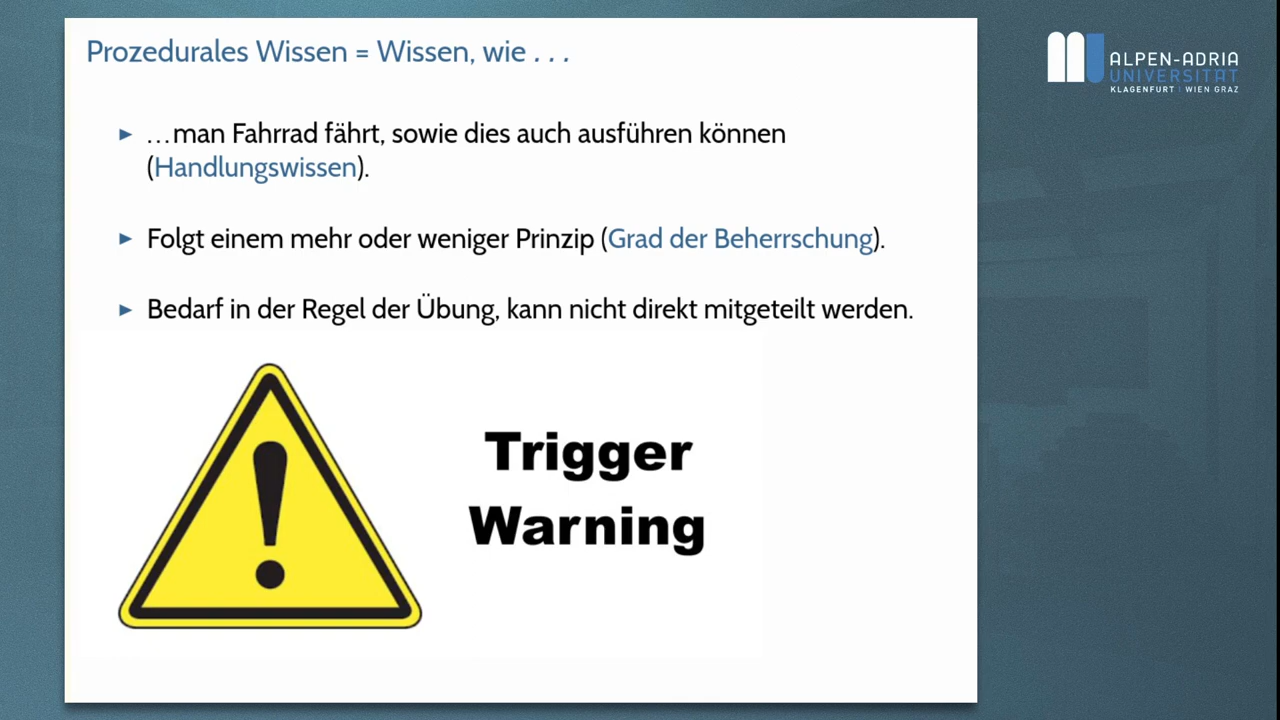 Prozedurales Wissen = Wissen, wie . . .
ALPEN-ADRIA
UNIVERSITÄT
KLAGENFURT | WIEN GRAZ
► …man Fahrrad fährt, sowie dies auch ausführen können
(Handlungswissen).
► Folgt einem mehr oder weniger Prinzip (Grad der Beherrschung).
► Bedarf in der Regel der Übung, kann nicht direkt mitgeteilt werden.
Trigger
Warning